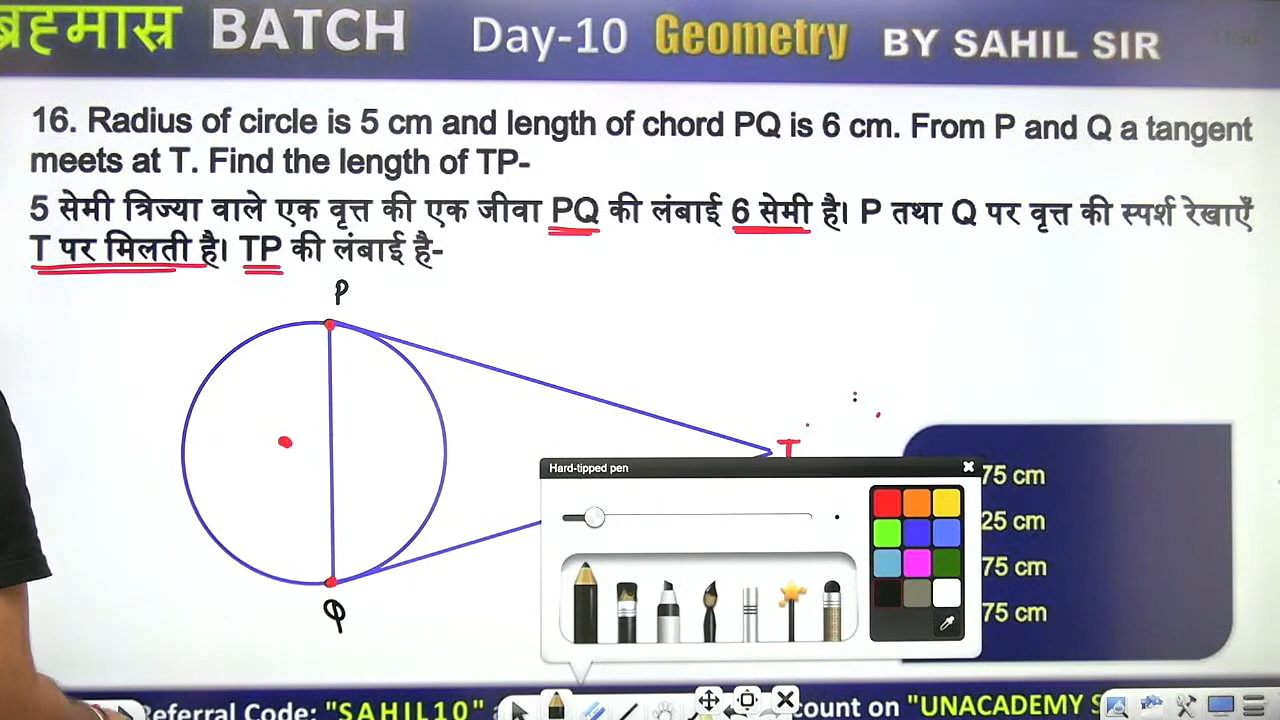 ब्रह्मास्त्र BATCH Day-10 Geometry BY SAHIL SIR
16. Radius of circle is 5 cm and length of chord PQ is 6 cm. From P and Q a tangent
meets at T. Find the length of TP-
5 सेमी त्रिज्या वाले एक वृत्त की एक जीवा PQ की लंबाई 6 सेमी है। P तथा Q पर वृत्त की स्पर्श रेखाएँ
T पर मिलती है। TP की लंबाई है-
P
T
Hard-tipped pen
75 cm
25 cm
75 cm
75 cm
Q
Referral Code: "SAHIL10" count on "UNACADEMY S